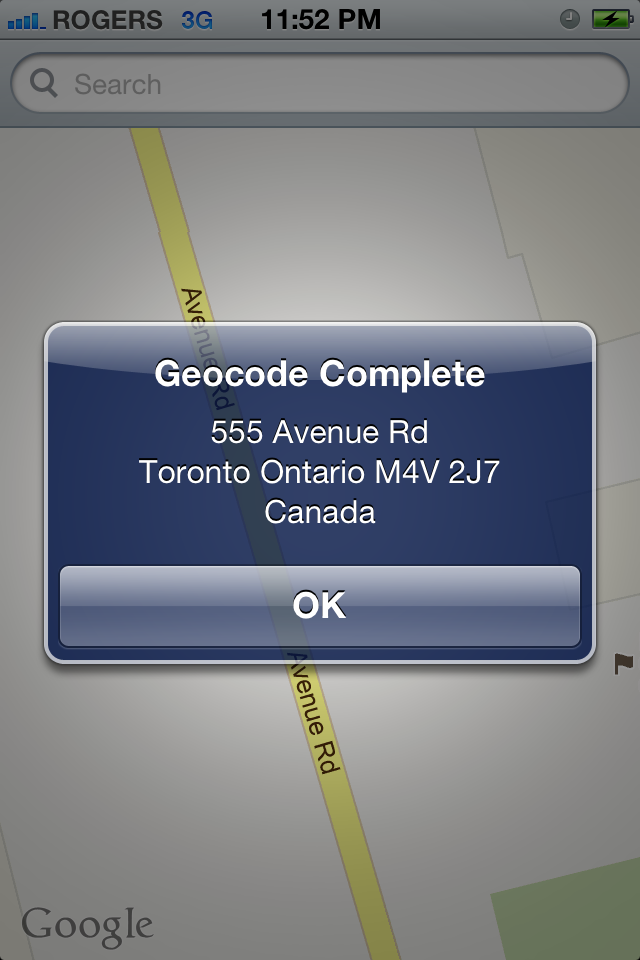 ROGERS 3G 11:52 PM
Search
Avenue Rd
Geocode Complete
555 Avenue Rd
Toronto Ontario M4V 2J7
Canada
OK
Avenue Rd
Google